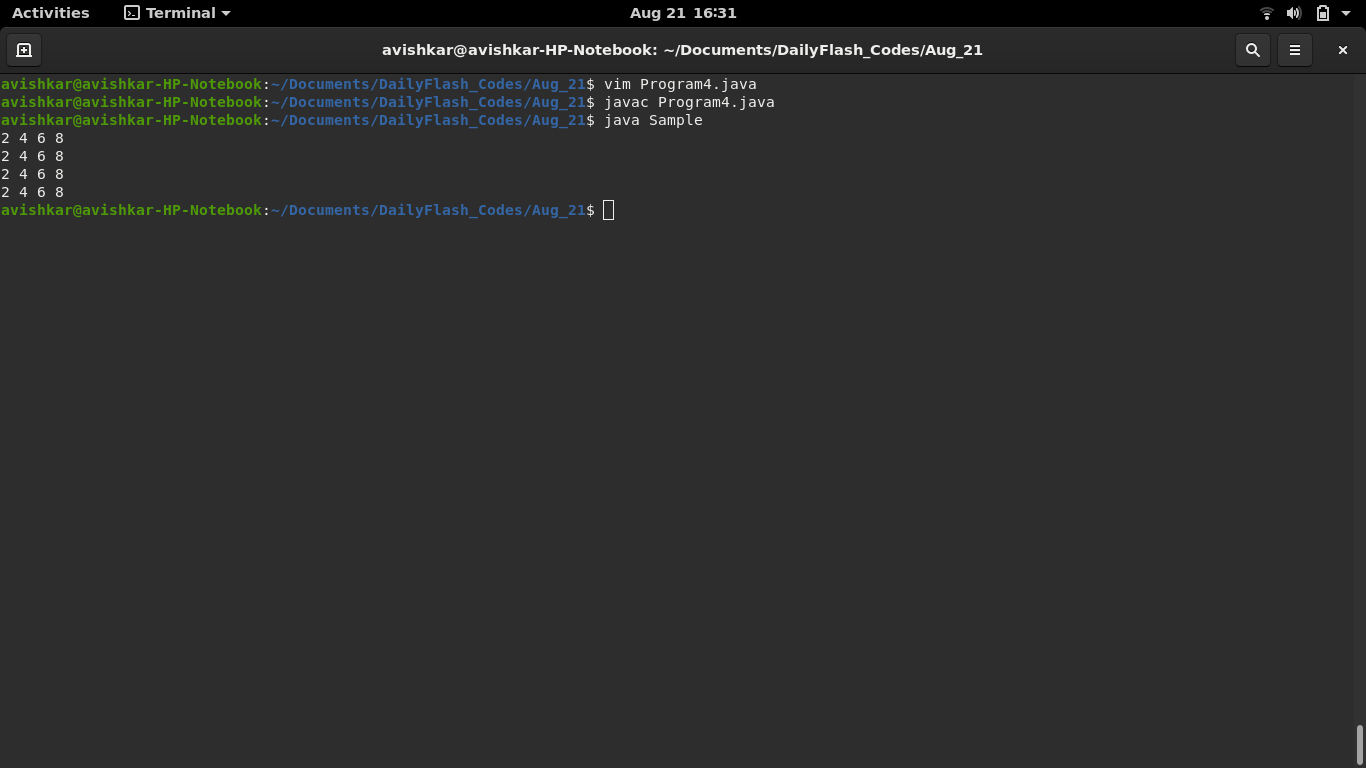 Activities Terminal Aug 21 16:31
avishkar@avishkar-HP-Notebook: ~/Documents/DailyFlash_Codes/Aug_21
avishkar@avishkar-HP-Notebook:~/Documents/DailyFlash_Codes/Aug_21$ vim Program4.java
avishkar@avishkar-HP-Notebook:~/Documents/DailyFlash_Codes/Aug_21$ javac Program4.java
avishkar@avishkar-HP-Notebook:~/Documents/DailyFlash_Codes/Aug_21$ java Sample
2 4 6 8
2 4 6 8
2 4 6 8
2 4 6 8
avishkar@avishkar-HP-Notebook:~/Documents/DailyFlash_Codes/Aug_21$